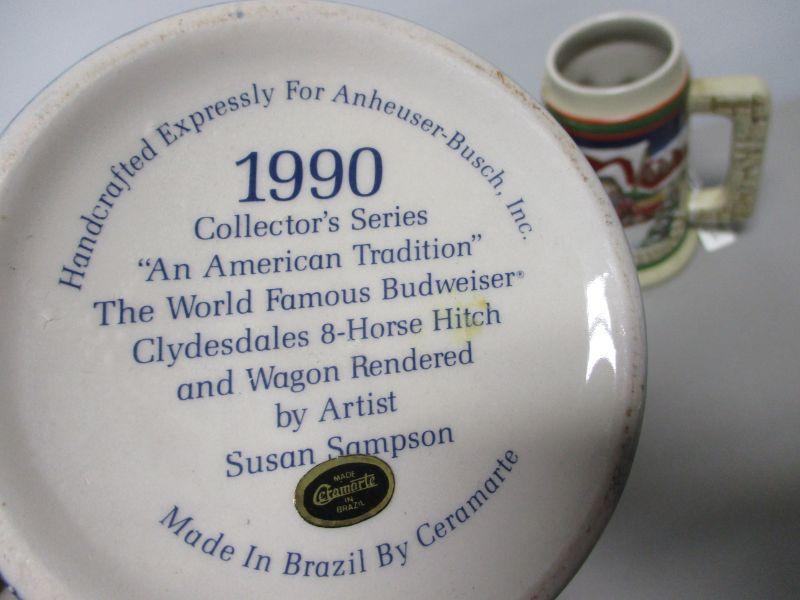 Handcrafted Expressly For Anheuser-Busch, Inc.
1990
Collector's Series
"An American Tradition"
The World Famous Budweiser®
Clydesdales 8-Horse Hitch
and Wagon Rendered
by Artist
Susan Sampson
MADE
Ceramarte
IN
BRAZIL
Made In Brazil By Ceramarte